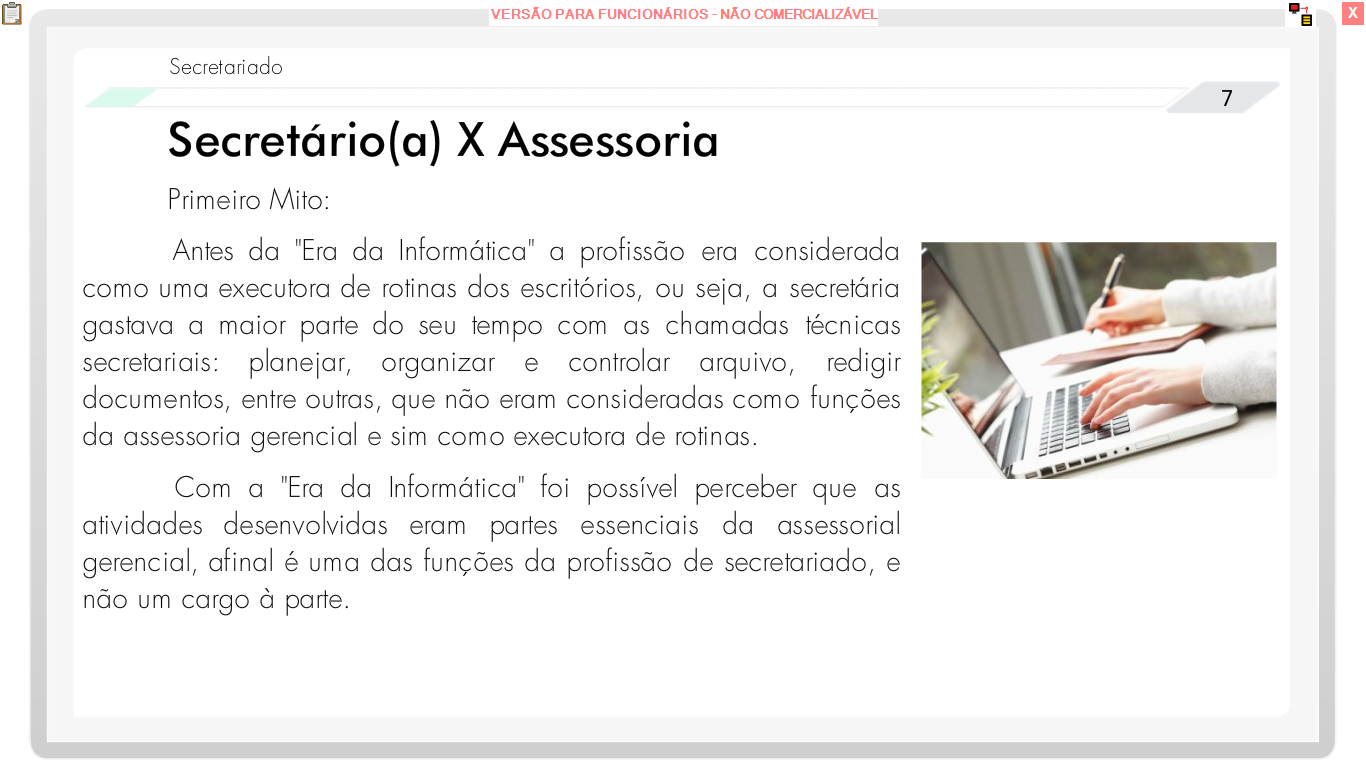 VERSÃO PARA FUNCIONÁRIOS - NÃO COMERCIALIZÁVEL
X
Secretariado
7
Secretário(a) X Assessoria
Primeiro Mito:
Antes da "Era da Informática" a profissão era considerada
como uma executora de rotinas dos escritórios, ou seja, a secretária
gastava a maior parte do seu tempo com as chamadas técnicas
secretariais: planejar, organizar e controlar arquivo, redigir
documentos, entre outras, que não eram consideradas como funções
da assessoria gerencial e sim como executora de rotinas.
Com a "Era da Informática" foi possível perceber que as
atividades desenvolvidas eram partes essenciais da assessorial
gerencial, afinal é uma das funções da profissão de secretariado, e
não um cargo à parte.